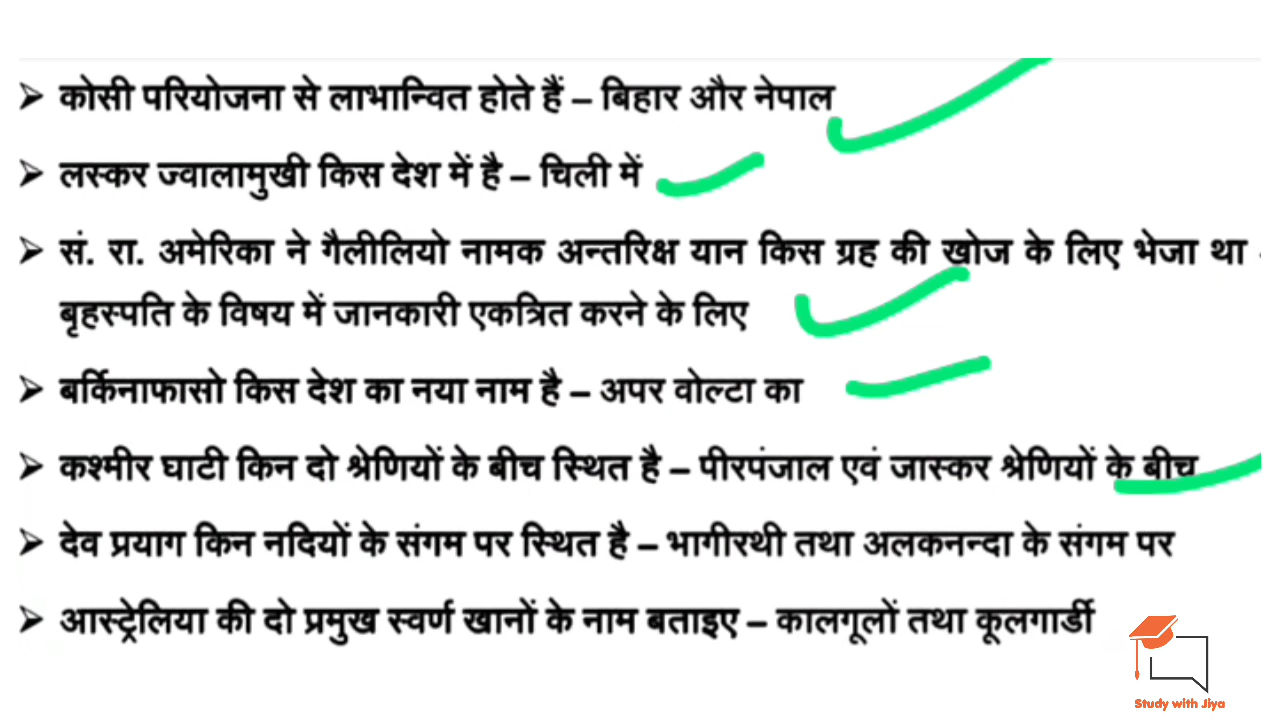 ➢ कोसी परियोजना से लाभान्वित होते हैं – बिहार और नेपाल
➢ लस्कर ज्वालामुखी किस देश में है – चिली में
➢ सं. रा. अमेरिका ने गैलीलियो नामक अन्तरिक्ष यान किस ग्रह की खोज के लिए भेजा था
बृहस्पति के विषय में जानकारी एकत्रित करने के लिए
➢ बर्किनाफासो किस देश का नया नाम है – अपर वोल्टा का
➢ कश्मीर घाटी किन दो श्रेणियों के बीच स्थित है – पीरपंजाल एवं जास्कर श्रेणियों के बीच
➢ देव प्रयाग किन नदियों के संगम पर स्थित है – भागीरथी तथा अलकनन्दा के संगम पर
➢ आस्ट्रेलिया की दो प्रमुख स्वर्ण खानों के नाम बताइए – कालगूलों तथा कूलगार्डी
Study with Jiya